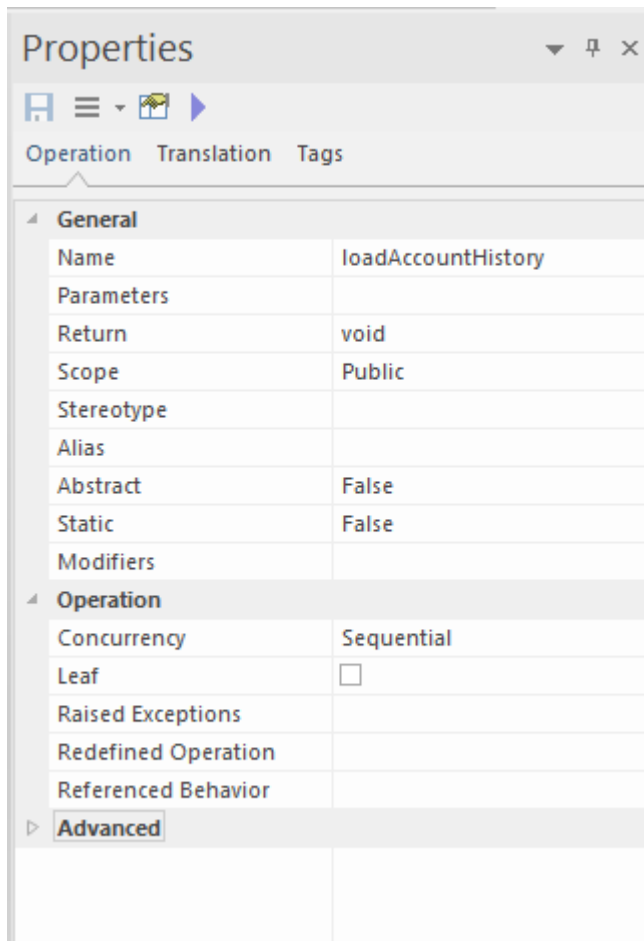 Properties
Operation Translation Tags
General
Name loadAccountHistory
Parameters
Return void
Scope Public
Stereotype
Alias
Abstract False
Static False
Modifiers
Operation
Concurrency Sequential
Leaf
Raised Exceptions
Redefined Operation
Referenced Behavior
Advanced